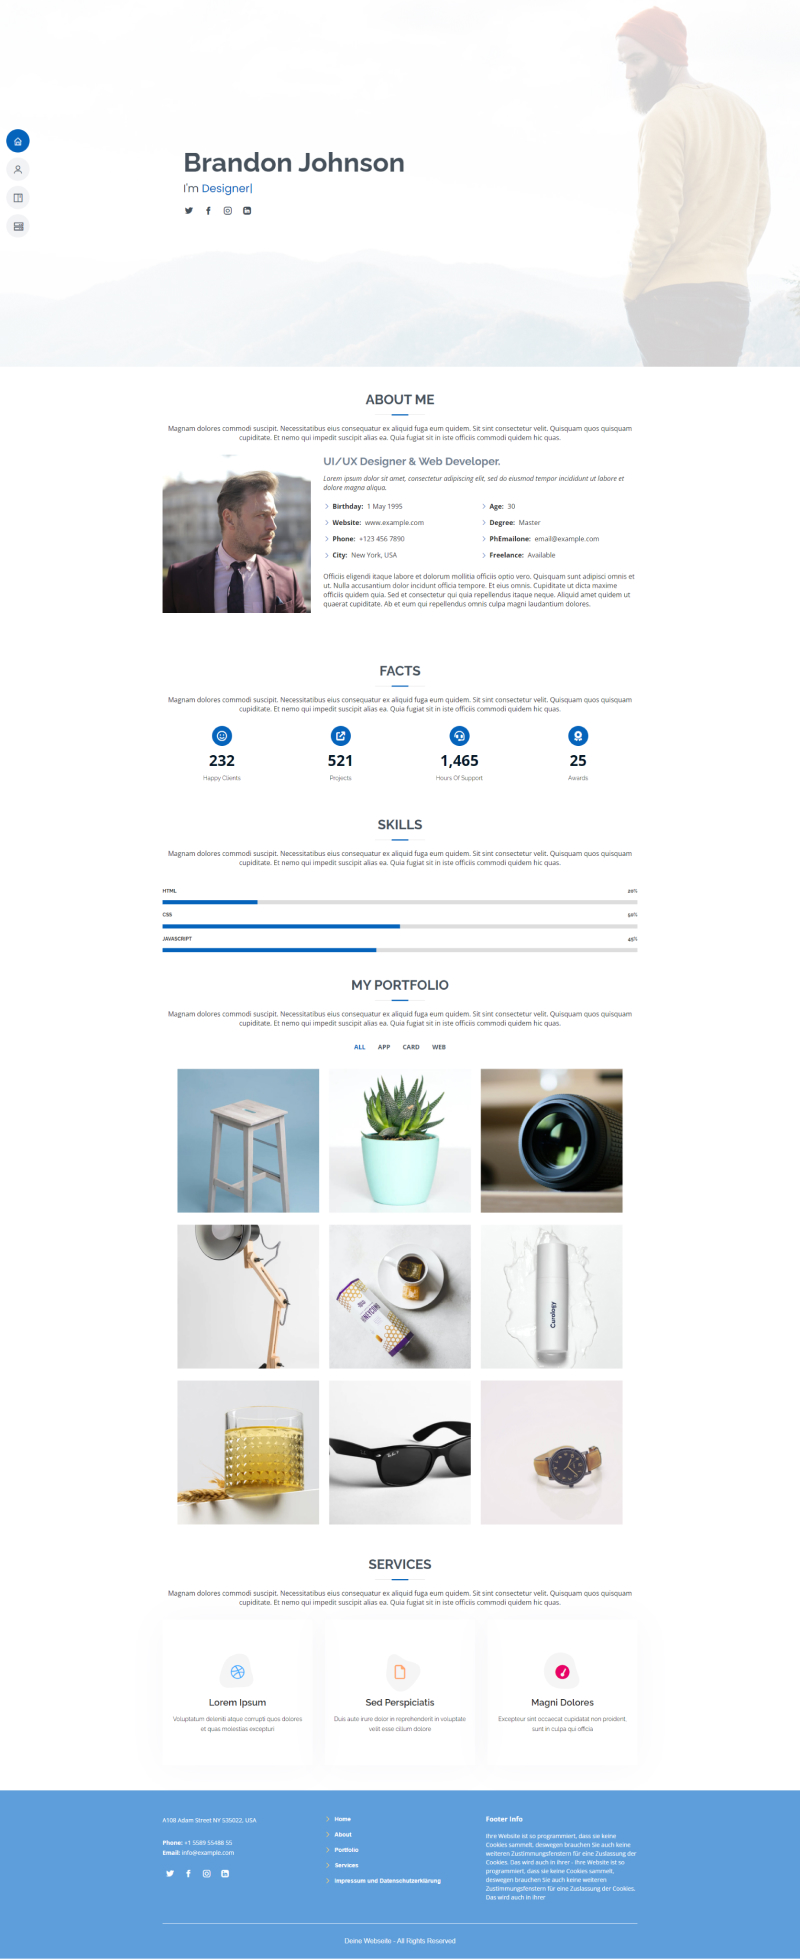 Brandon Johnson
I'm Designer|
ABOUT ME
Magnam dolores commodi suscipit. Necessitatibus eius consequatur ex aliquid fuga eum quidem. Sit sint consectetur velit. Quisquam quos quisquam
cupiditate. Et nemo qui impedit suscipit alias ea. Quia fugiat sit in iste officiis commodi quidem hic quas.
UI/UX Designer & Web Developer.
Lorem ipsum dolor sit amet, consectetur adipiscing elit, sed do eiusmod tempor incididunt ut labore et
dolore magna aliqua.
Birthday: 1 May 1995
Age: 30
Website: www.example.com
Degree: Master
Phone: +123 456 7890
PhEmailone: email@example.com
City: New York, USA
Freelance: Available
Officiis eligendi itaque labore et dolorum mollitia officiis optio vero. Quisquam sunt adipisci omnis et
ut. Nulla accusantium dolor incidunt officia tempore. Et eius omnis. Cupiditate ut dicta maxime
officiis quidem quia. Sed et consectetur qui quia repellendus itaque neque. Aliquid amet quidem ut
quaerat cupiditate. Ab et eum qui repellendus omnis culpa magni laudantium dolores.
FACTS
Magnam dolores commodi suscipit. Necessitatibus eius consequatur ex aliquid fuga eum quidem. Sit sint consectetur velit. Quisquam quos quisquam
cupiditate. Et nemo qui impedit suscipit alias ea. Quia fugiat sit in iste officiis commodi quidem hic quas.
232
521
1,465
25
Happy Clients
Projects
Hours Of Support
Awards
SKILLS
Magnam dolores commodi suscipit. Necessitatibus eius consequatur ex aliquid fuga eum quidem. Sit sint consectetur velit. Quisquam quos quisquam
cupiditate. Et nemo qui impedit suscipit alias ea. Quia fugiat sit in iste officiis commodi quidem hic quas.
HTML
20%
CSS
50%
JAVASCRIPT
45%
MY PORTFOLIO
Magnam dolores commodi suscipit. Necessitatibus eius consequatur ex aliquid fuga eum quidem. Sit sint consectetur velit. Quisquam quos quisquam
cupiditate. Et nemo qui impedit suscipit alias ea. Quia fugiat sit in iste officiis commodi quidem hic quas.
ALL APP CARD WEB
Curology
SERVICES
Magnam dolores commodi suscipit. Necessitatibus eius consequatur ex aliquid fuga eum quidem. Sit sint consectetur velit. Quisquam quos quisquam
cupiditate. Et nemo qui impedit suscipit alias ea. Quia fugiat sit in iste officiis commodi quidem hic quas.
Lorem Ipsum
Voluptatum deleniti atque corrupti quos dolores
et quas molestias excepturi
Sed Perspiciatis
Duis aute irure dolor in reprehenderit in voluptate
velit esse cillum dolore
Magni Dolores
Excepteur sint occaecat cupidatat non proident,
sunt in culpa qui officia
A108 Adam Street NY 535022, USA
Phone: +1 5589 55488 55
Email: info@example.com
Home
About
Portfolio
Services
Impressum und Datenschutzerklärung
Footer Info
Ihre Website ist so programmiert, dass sie keine
Cookies sammelt, deswegen brauchen Sie auch keine
weiteren Zustimmungsfenstern für eine Zuslassung der
Cookies. Das wird auch in Ihrer - Ihre Website ist so
programmiert, dass sie keine Cookies sammelt,
deswegen brauchen Sie auch keine weiteren
Zustimmungsfenstern für eine Zuslassung der Cookies.
Das wird auch in Ihrer
Deine Webseite - All Rights Reserved